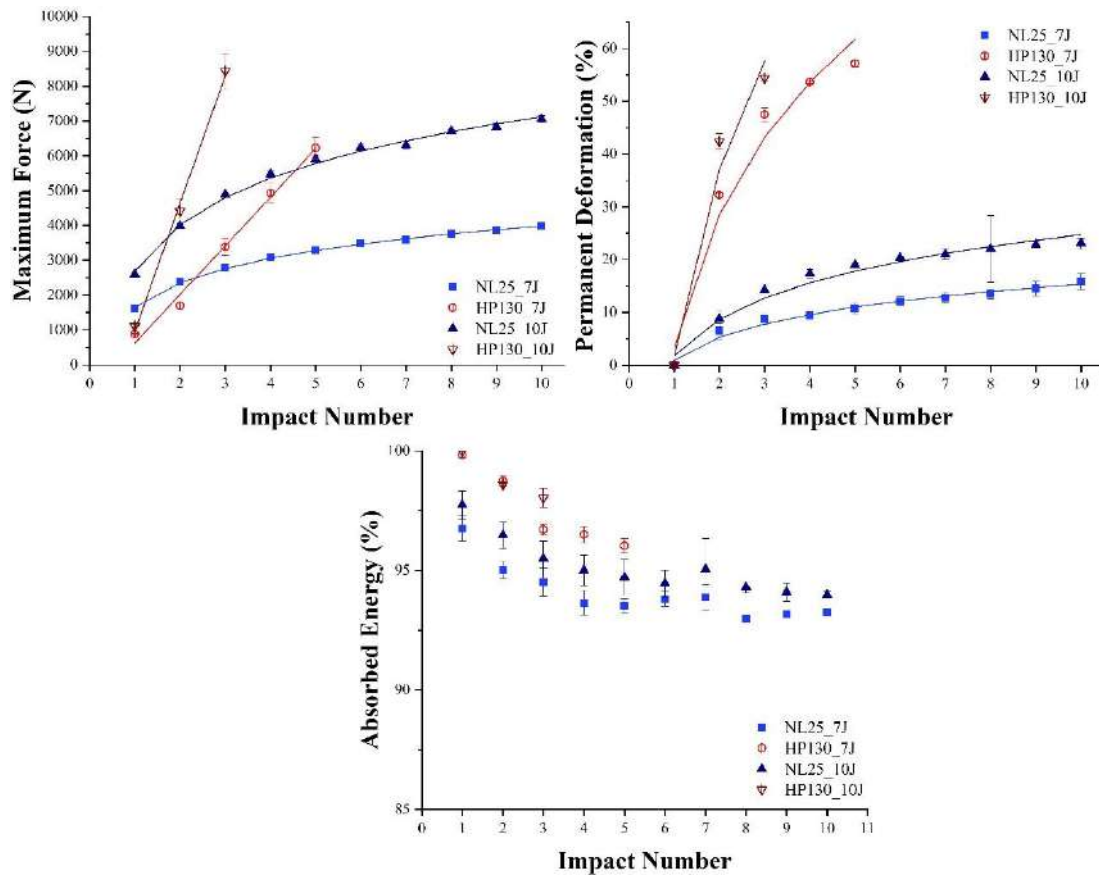 Maximum Force (N)
10000
9000
8000
7000
6000
5000
4000
3000
2000
1000
0
0 1 2 3 4 5 6 7 8 9 10
Impact Number
NL25_7J
HP130_7J
NL25_10J
HP130_10J
Permanent Deformation (%)
60
50
40
30
20
10
0
0 1 2 3 4 5 6 7 8 9 10
Impact Number
NL25_7J
HP130_7J
NL25_10J
HP130_10J
Absorbed Energy (%)
100
95
90
85
0 1 2 3 4 5 6 7 8 9 10 11
Impact Number
NL25_7J
HP130_7J
NL25_10J
HP130_10J